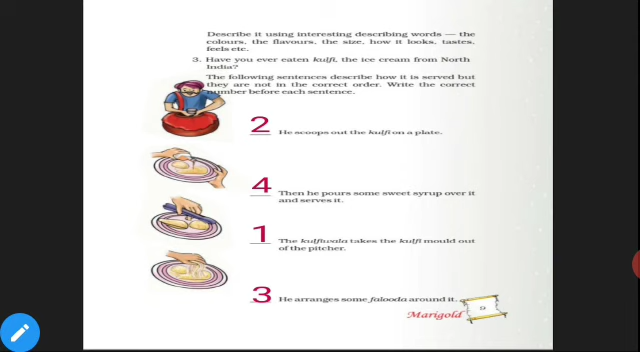 Describe it using interesting describing words — the
colours, the flavours, the size, how it looks, tastes,
feels etc.
3. Have you ever eaten kulfi, the ice cream from North
India?
The following sentences describe how it is served but
they are not in the correct order. Write the correct
number before each sentence.
2 He scoops out the kulfi on a plate.
4 Then he pours some sweet syrup over it
and serves it.
1 The kulfiwala takes the kulfi mould out
of the pitcher.
3 He arranges some falooda around it.
9
Marigold